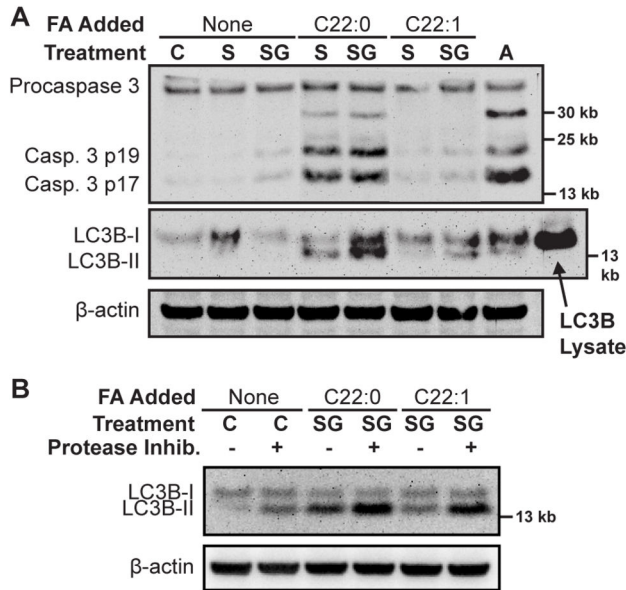 A
FA Added None C22:0 C22:1
Treatment C S SG S SG S SG A
Procaspase 3
30 kb
25 kb
Casp. 3 p19
Casp. 3 p17
13 kb
LC3B-I
LC3B-II
13 kb
β-actin
LC3B Lysate
B
FA Added None C22:0 C22:1
Treatment C C SG SG SG SG
Protease Inhib. - + - + - +
LC3B-I
LC3B-II
13 kb
β-actin